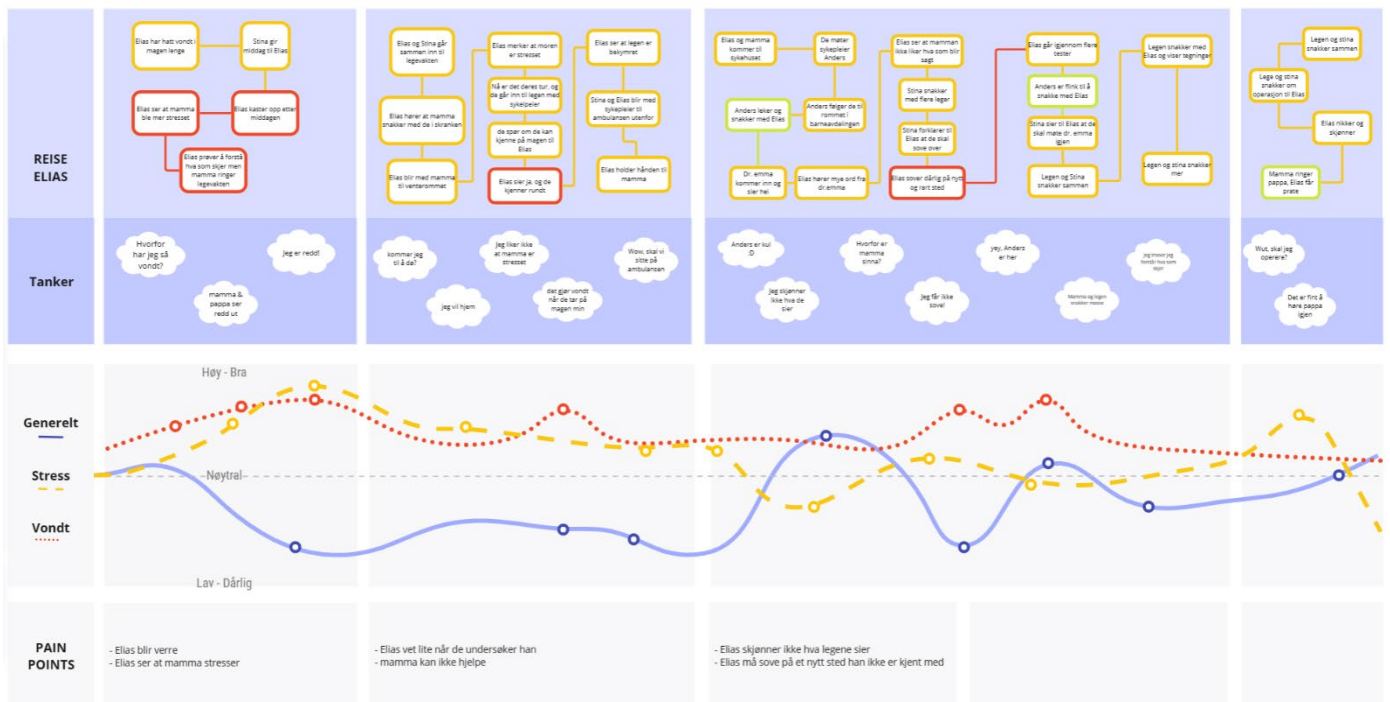 REISE
ELIAS
Elias har hatt vondt i
magen lenge
Stina gir
middag til Elias
Elias ser at mamma
ble mer stresset
Elias kaster opp etter
middagen
Elias prøver å forstå
hva som skjer men
mamma ringer
legevakten
Elias og Stina går
sammen inn til
legevakten
Elias hører at mamma
snakker med de i skranken
Elias blir med mamma
til venterommet
Elias merker at moren
er stresset
Nå er det deres tur, og
de går inn til legen med
sykelpeier
de spør om de kan
kjenne på magen til
Elias
Elias sier ja, og de
kjenner rundt
Elias ser at legen er
bekymret
Stina og Elias blir med
sykepleier til
ambulansen utenfor
Elias holder hånden til
mamma
Elias og mamma
kommer til
sykehuset
De møter
sykepleier
Anders
Anders leker og
snakker med Elias
Anders følger de til
rommet i
barneavdelingen
Dr. emma
kommer inn og
sier hei
Elias hører mye ord fra
dr.emma
Elias ser at mamman
ikke liker hva som blir
sagt
Stina snakker
med flere leger
Stina forklarer til
Elias at de skal
sove over
Elias sover dårlig på nytt
og rart sted
Elias går igjennom flere
tester
Anders er flink til å
snakke med Elias
Stina sier til Elias at de
skal møte dr. emma
igjen
Legen og Stina
snakker sammen
Legen snakker med
Elias og viser tegninger
Legen og stina snakker
mer
Legen og stina
snakker sammen
Lege og stina
snakker om
operasjon til Elias
Elias nikker og
skjønner
Mamma ringer
pappa, Elias får
prate
Tanker
Hvorfor
har jeg så
vondt?
Jeg er redd!
mamma &
pappa ser
redd ut
kommer jeg
til å dø?
jeg vil hjem
Jeg liker ikke
at mamma er
stresset
det gjør vondt
når de tar på
magen min
Wow, skal vi
sitte på
ambulansen
Anders er kul
:D
Jeg skjønner
ikke hva de
sier
Hvorfor er
mamma
sinna?
Jeg får ikke
sove!
yey, Anders
er her
Mamma og legen
snakker masse
jeg
forstår hva som
skjer
Wut, skal jeg
operere?
Det er fint å
høre pappa
igjen
Høy - Bra
Generelt
Stress
Nøytral
Vondt
Lav - Dårlig
PAIN
POINTS
- Elias blir verre
- Elias ser at mamma stresser
- Elias vet lite når de undersøker han
- mamma kan ikke hjelpe
- Elias skjønner ikke hva legene sier
- Elias må sove på et nytt sted han ikke er kjent med